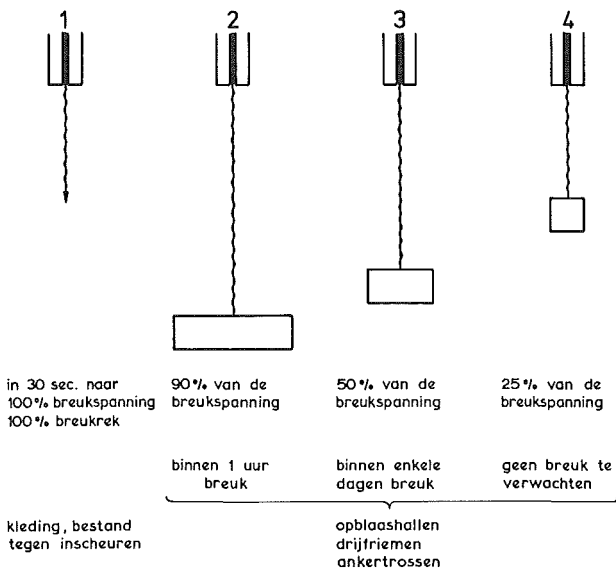 1
2
3
4
in 30 sec. naar
100% breukspanning
100% breukrek
90% van de
breukspanning
50% van de
breukspanning
25% van de
breukspanning
binnen 1 uur
breuk
binnen enkele
dagen breuk
geen breuk te
verwachten
kleding, bestand
tegen inscheuren
opblaashallen
drijfriemen
ankertrossen